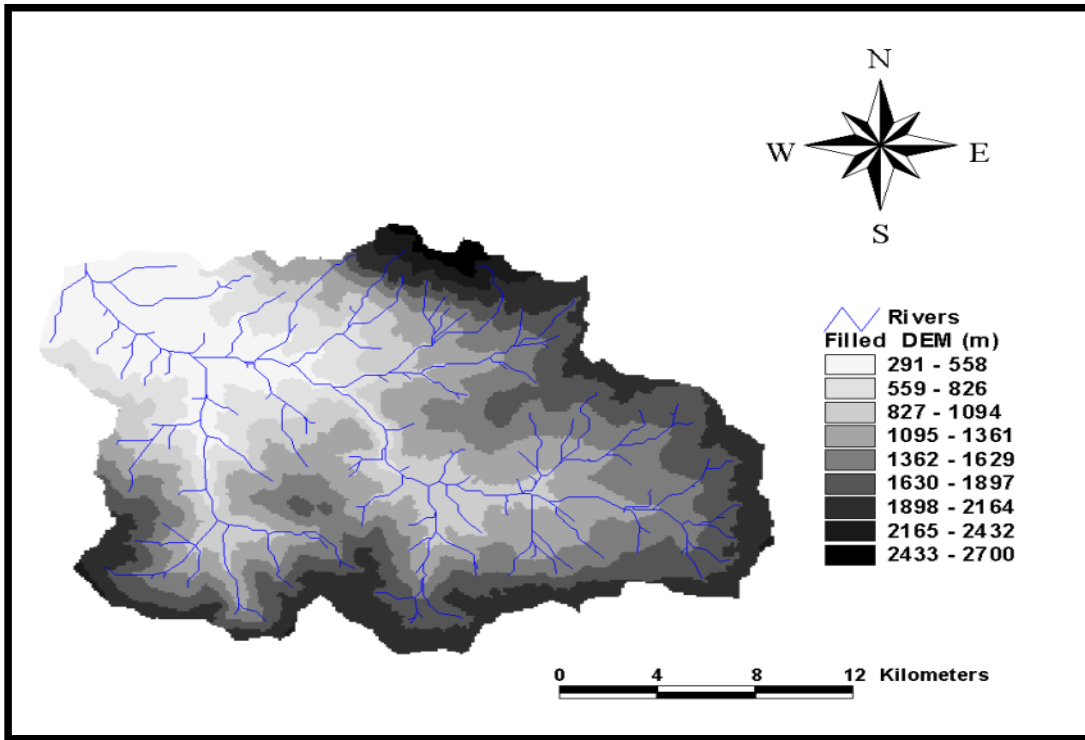 N
W E
S
Rivers
Filled DEM (m)
291 - 558
559 - 826
827 - 1094
1095 - 1361
1362 - 1629
1630 - 1897
1898 - 2164
2165 - 2432
2433 - 2700
0 4 8 12 Kilometers